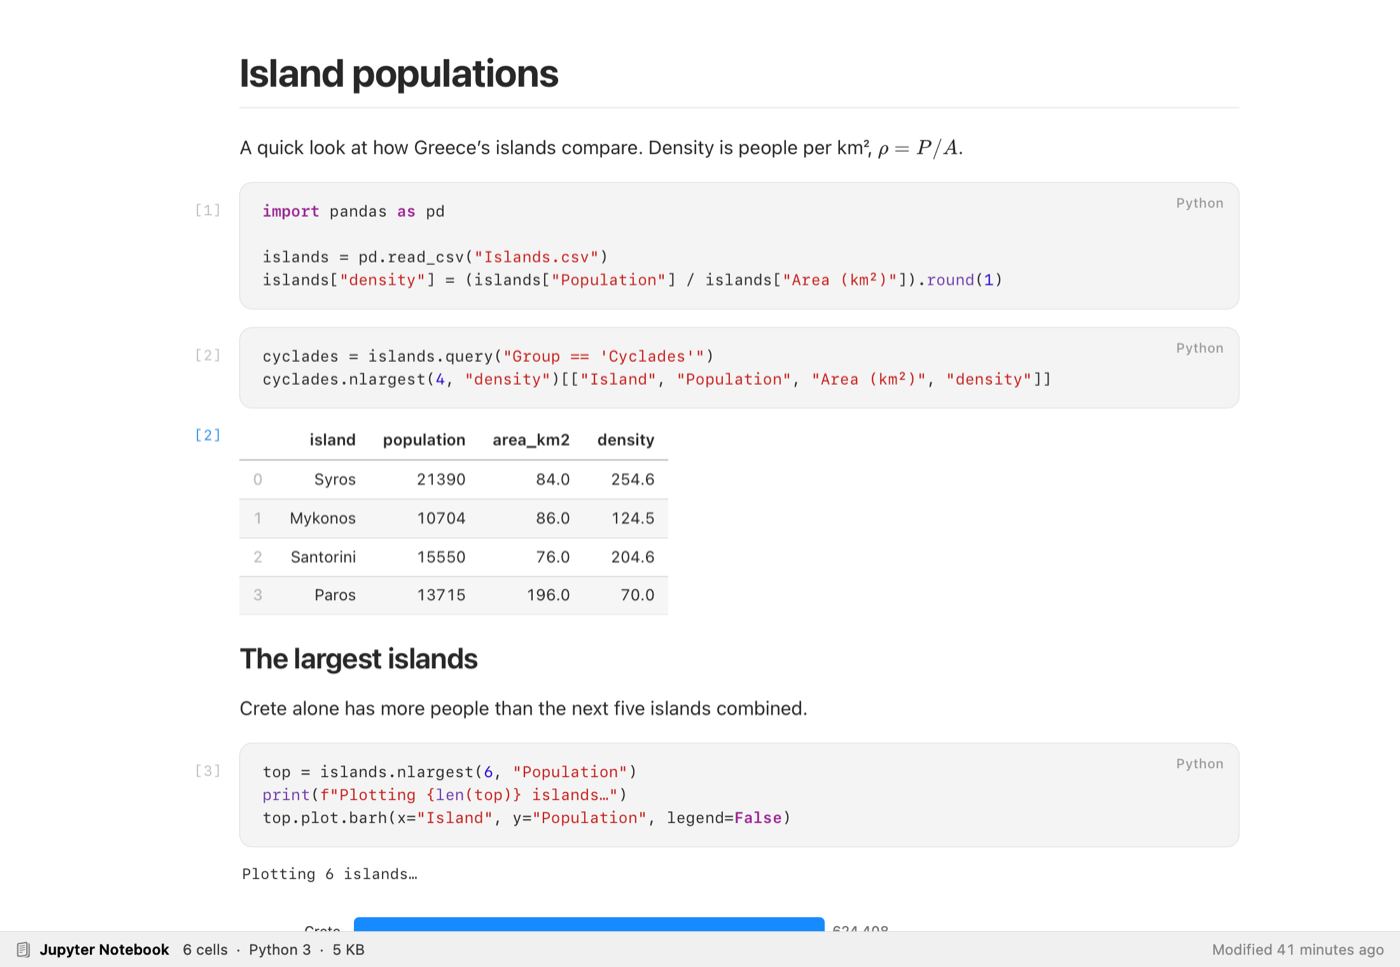 Island populations
A quick look at how Greece’s islands compare. Density is people per km², ρ = P/A.
[1]
Python
import pandas as pd
islands = pd.read_csv("Islands.csv")
islands["density"] = (islands["Population"] / islands["Area (km²)"]).round(1)
[2]
Python
cyclades = islands.query("Group == 'Cyclades'")
cyclades.nlargest(4, "density")[["Island", "Population", "Area (km²)", "density"]]
[2]
island population area_km2 density
0 Syros 21390 84.0 254.6
1 Mykonos 10704 86.0 124.5
2 Santorini 15550 76.0 204.6
3 Paros 13715 196.0 70.0
The largest islands
Crete alone has more people than the next five islands combined.
[3]
Python
top = islands.nlargest(6, "Population")
print(f"Plotting {len(top)} islands…")
top.plot.barh(x="Island", y="Population", legend=False)
Plotting 6 islands…
Crete 624,408
Jupyter Notebook 6 cells · Python 3 · 5 KB
Modified 41 minutes ago